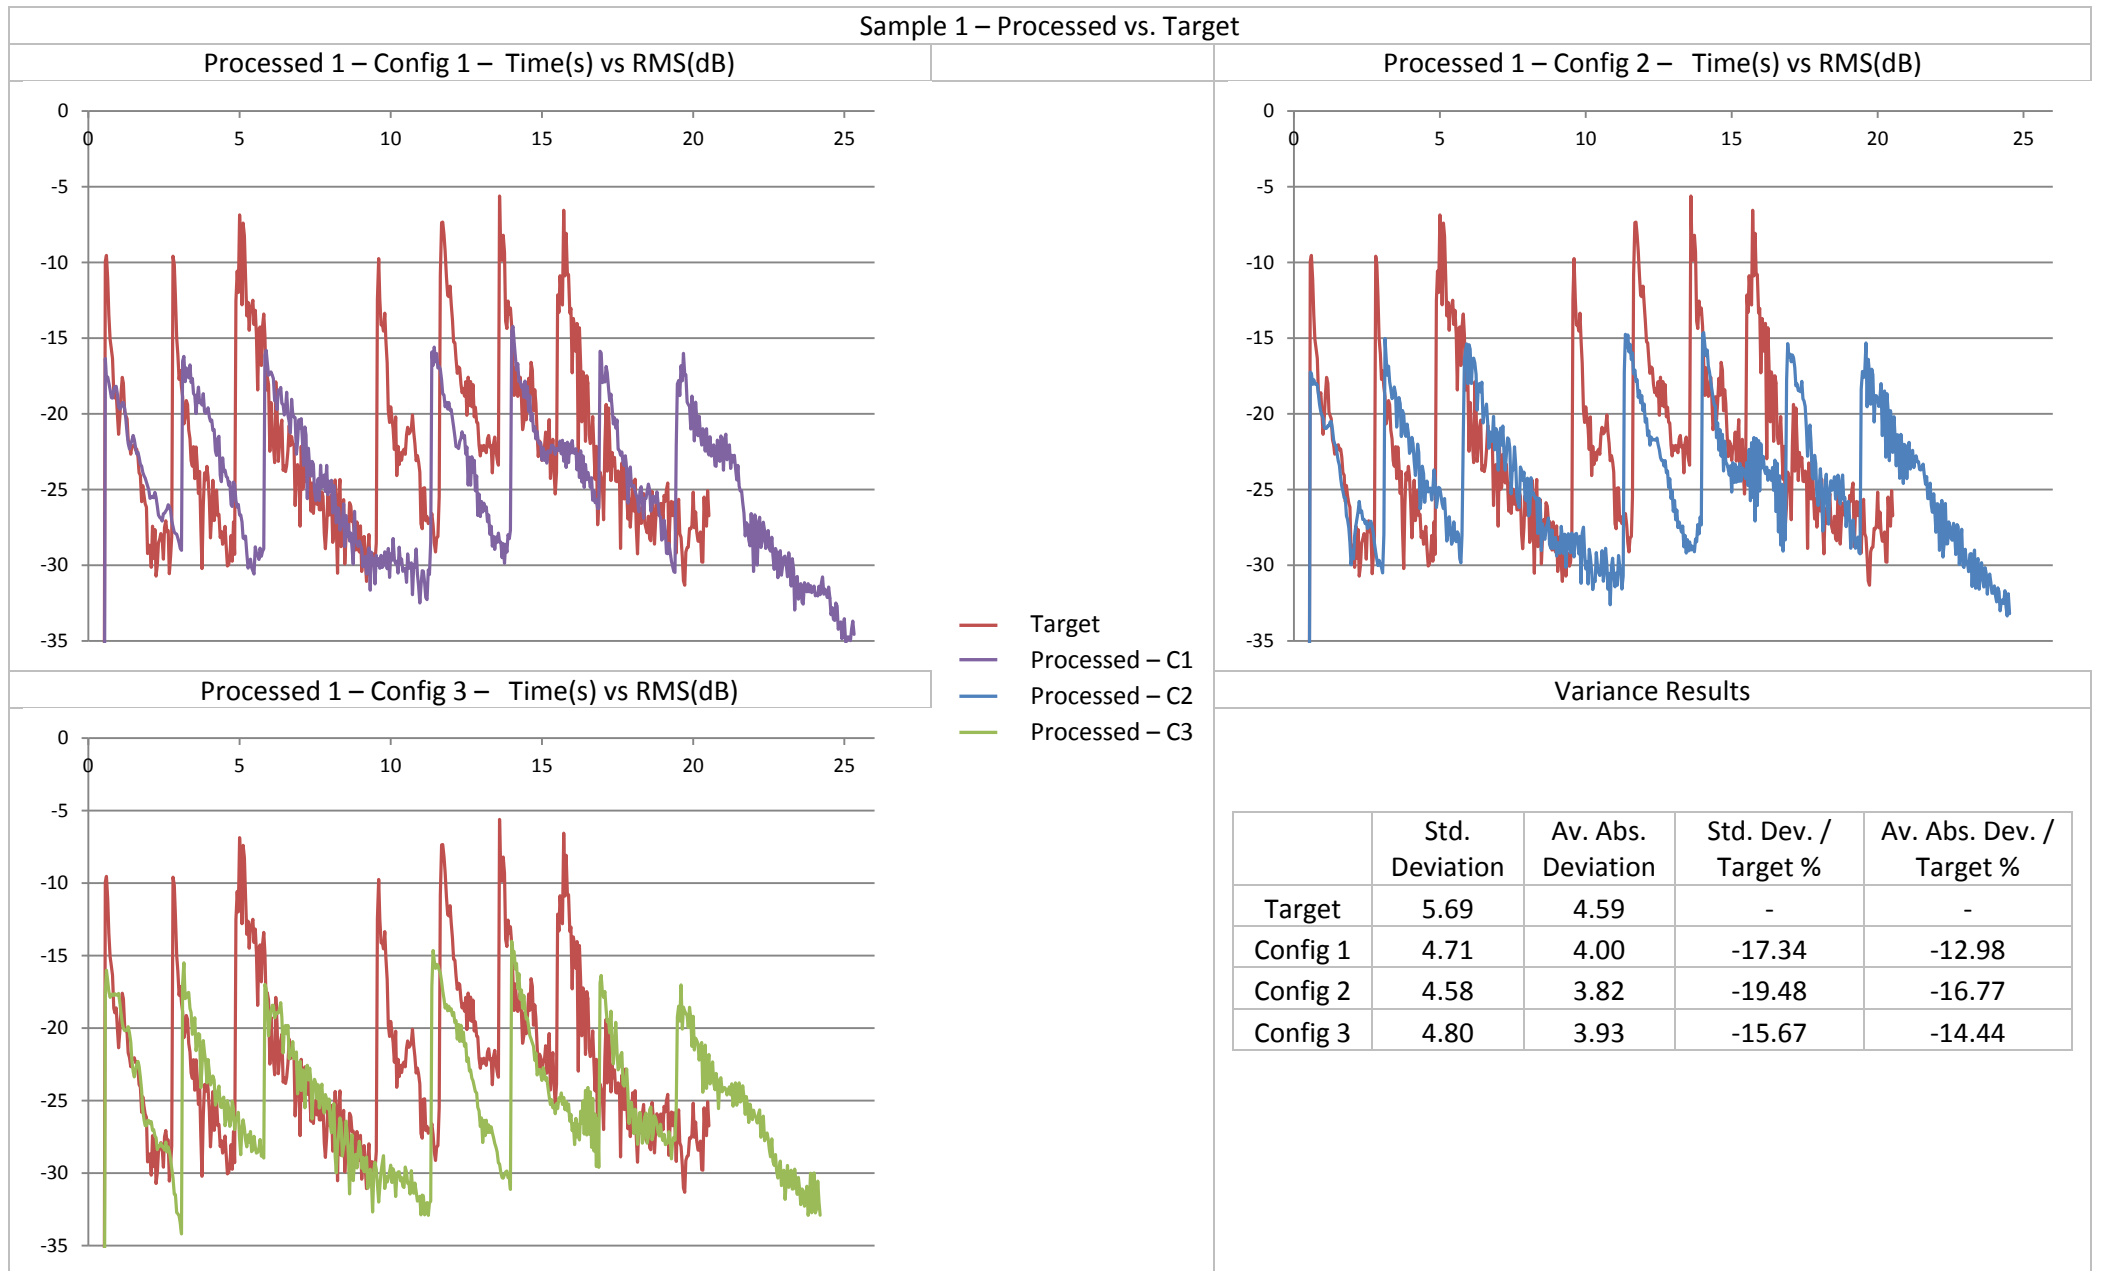 Sample 1 – Processed vs. Target
Processed 1 – Config 1 – Time(s) vs RMS(dB)
Processed 1 – Config 2 – Time(s) vs RMS(dB)
0
0 5 10 15 20 25
-5
-10
-15
-20
-25
-30
-35
0
0 5 10 15 20 25
-5
-10
-15
-20
-25
-30
-35
Target
Processed – C1
Processed – C2
Processed – C3
Processed 1 – Config 3 – Time(s) vs RMS(dB)
0
0 5 10 15 20 25
-5
-10
-15
-20
-25
-30
-35
Variance Results
Std. Av. Abs. Std. Dev. / Av. Abs. Dev. /
Deviation Deviation Target % Target %
Target 5.69 4.59 - -
Config 1 4.71 4.00 -17.34 -12.98
Config 2 4.58 3.82 -19.48 -16.77
Config 3 4.80 3.93 -15.67 -14.44